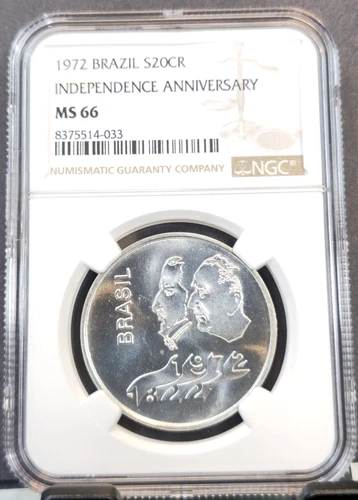 1972 BRAZIL S20CR
INDEPENDENCE ANNIVERSARY
MS 66
8375514-033
NUMISMATIC GUARANTY COMPANY NGC
BRASIL
1972
1822